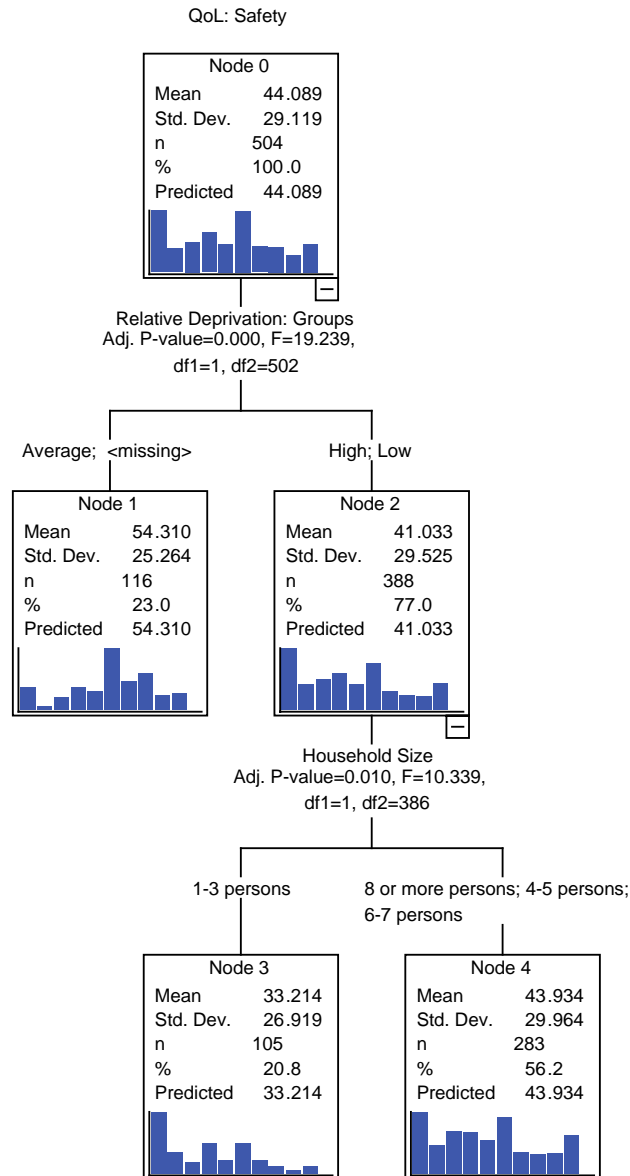 QoL: Safety
Node 0
Mean 44.089
Std. Dev. 29.119
n 504
% 100.0
Predicted 44.089
Relative Deprivation: Groups
Adj. P-value=0.000, F=19.239,
df1=1, df2=502
Average; <missing>
High; Low
Node 1
Mean 54.310
Std. Dev. 25.264
n 116
% 23.0
Predicted 54.310
Node 2
Mean 41.033
Std. Dev. 29.525
n 388
% 77.0
Predicted 41.033
Household Size
Adj. P-value=0.010, F=10.339,
df1=1, df2=386
1-3 persons
8 or more persons; 4-5 persons;
6-7 persons
Node 3
Mean 33.214
Std. Dev. 26.919
n 105
% 20.8
Predicted 33.214
Node 4
Mean 43.934
Std. Dev. 29.964
n 283
% 56.2
Predicted 43.934